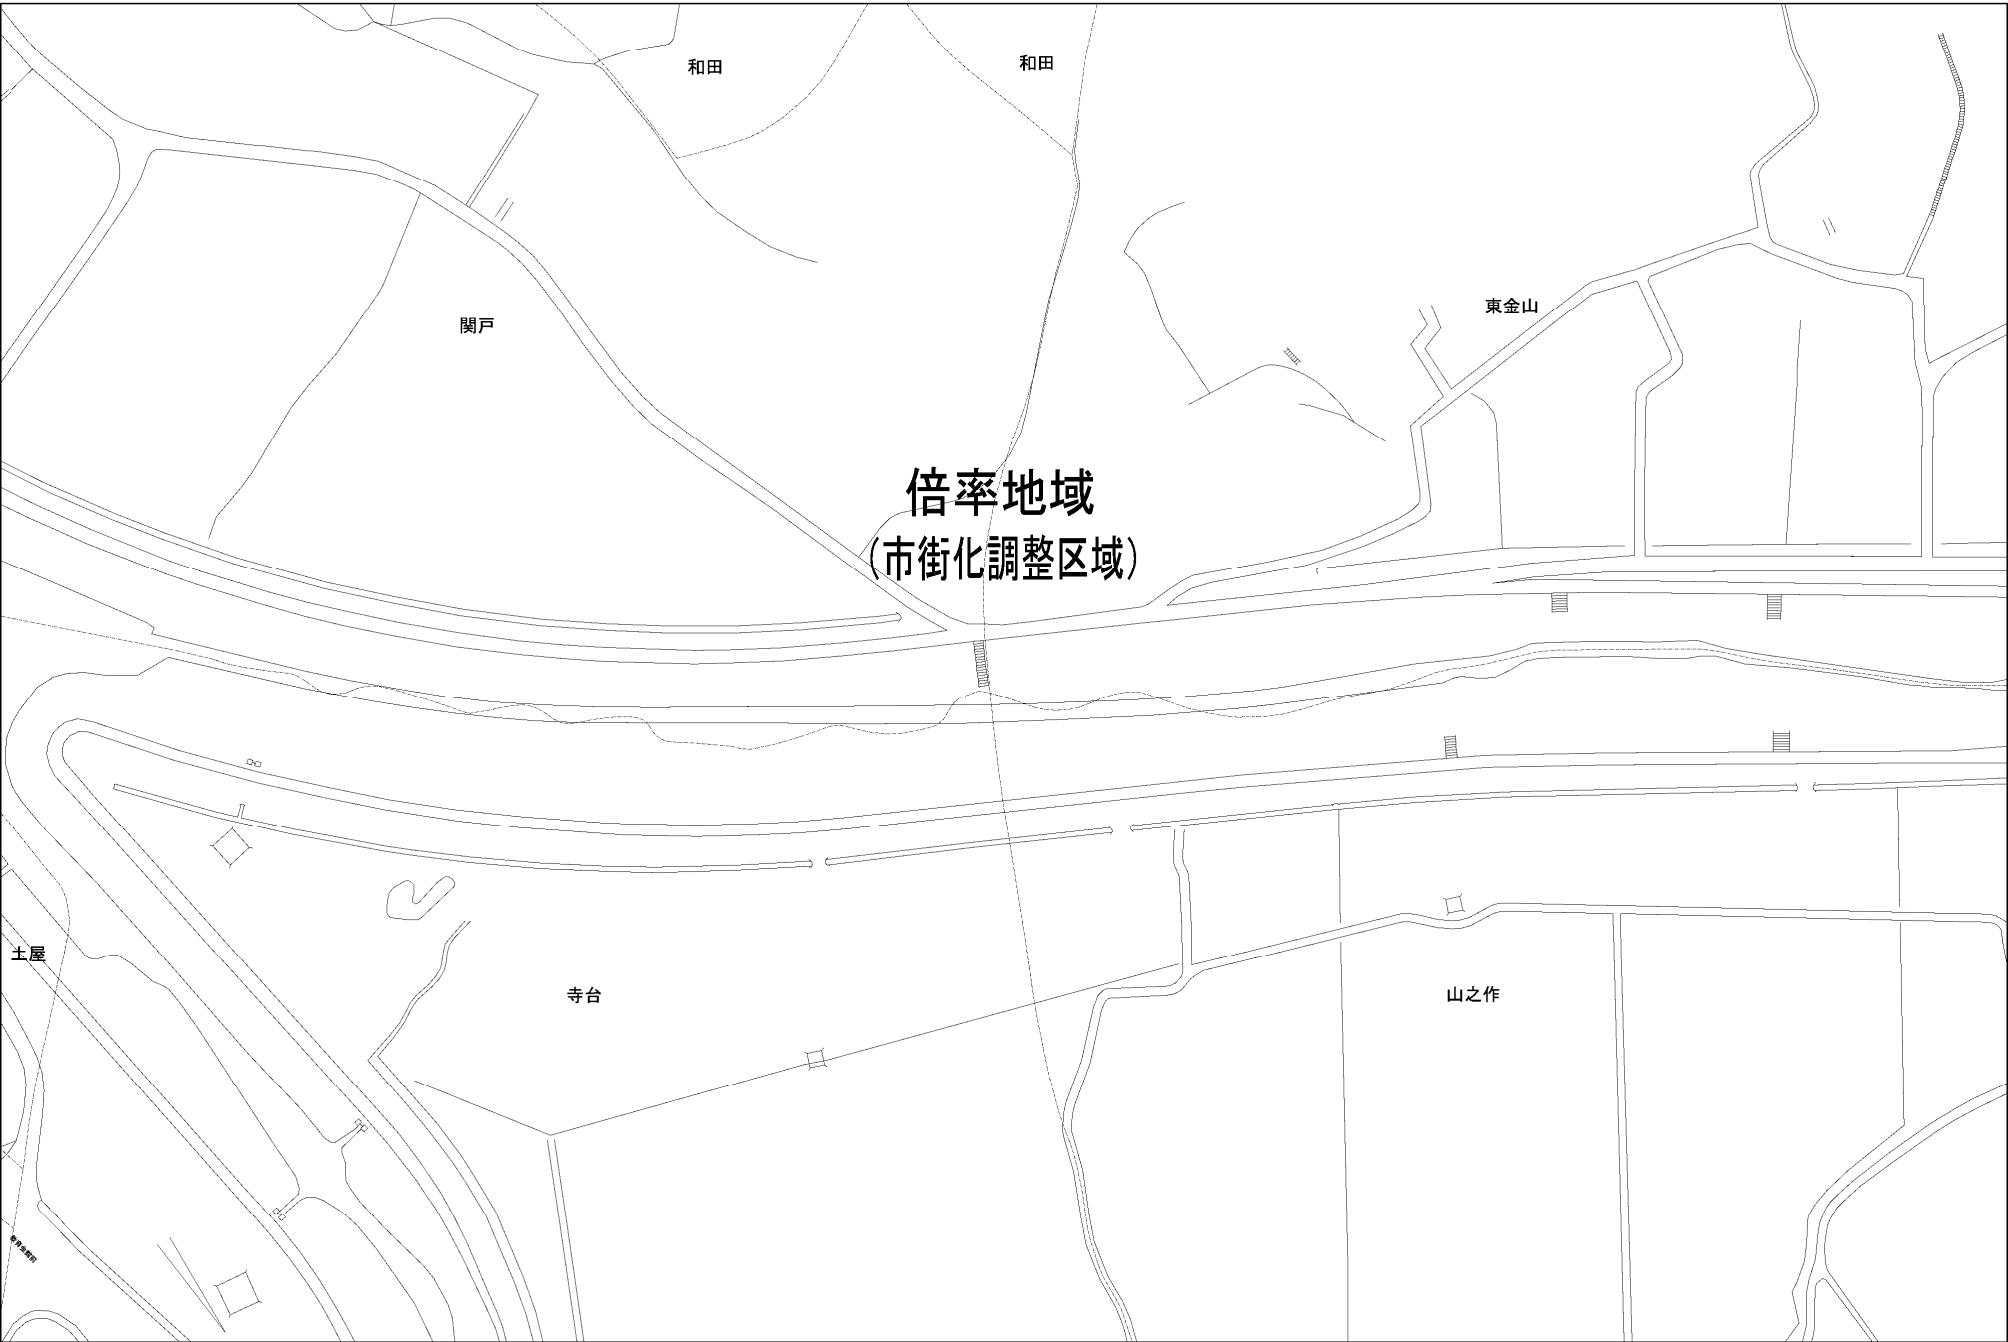 和田
和田
東金山
関戸
倍率地域
（市街化調整区域）
土屋
寺台
山之作